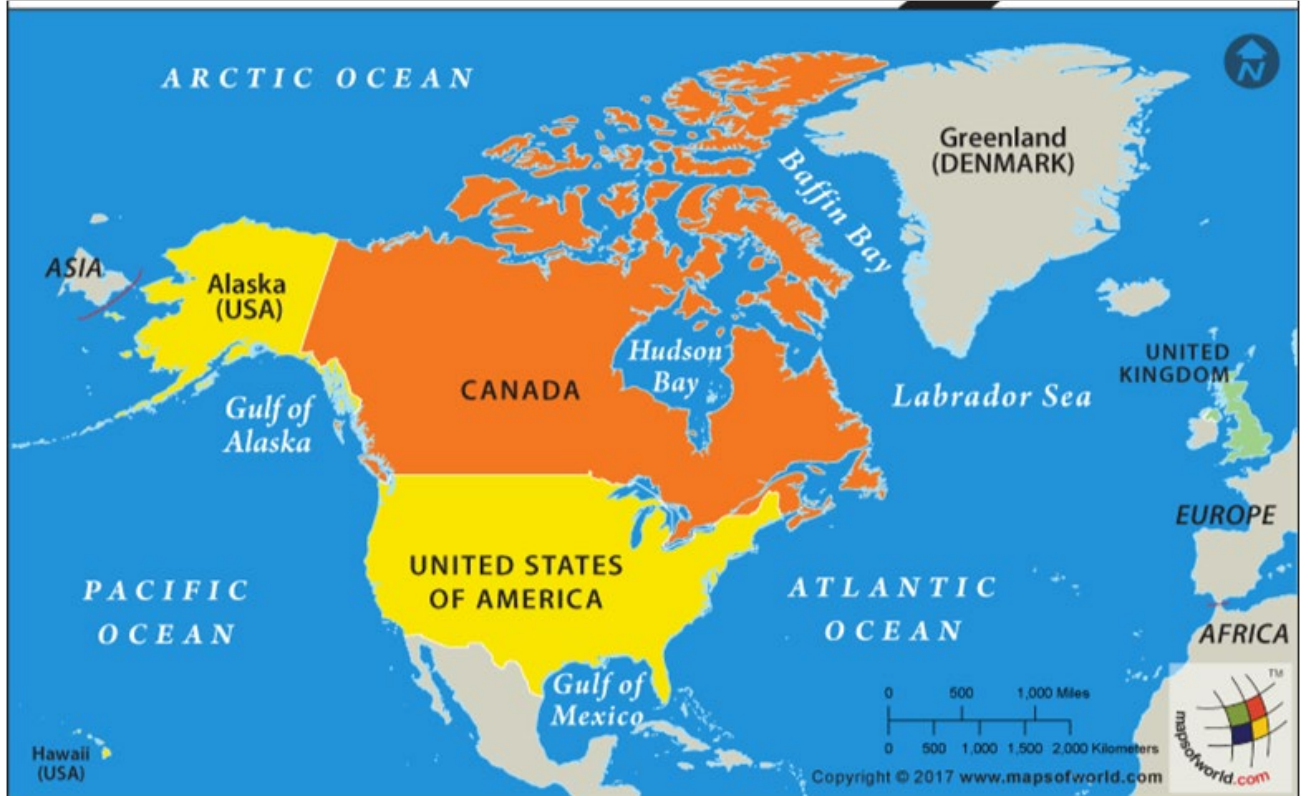 ARCTIC OCEAN
N
Greenland
(DENMARK)
Baffin Bay
ASIA
Alaska
(USA)
Hudson
Bay
CANADA
UNITED
KINGDOM
Labrador Sea
Gulf of
Alaska
EUROPE
UNITED STATES
OF AMERICA
PACIFIC
OCEAN
ATLANTIC
OCEAN
AFRICA
Gulf of
Mexico
0 500 1,000 Miles
0 500 1,000 1,500 2,000 Kilometers
Hawaii
(USA)
TM
mapsofworld.com
Copyright © 2017 www.mapsofworld.com